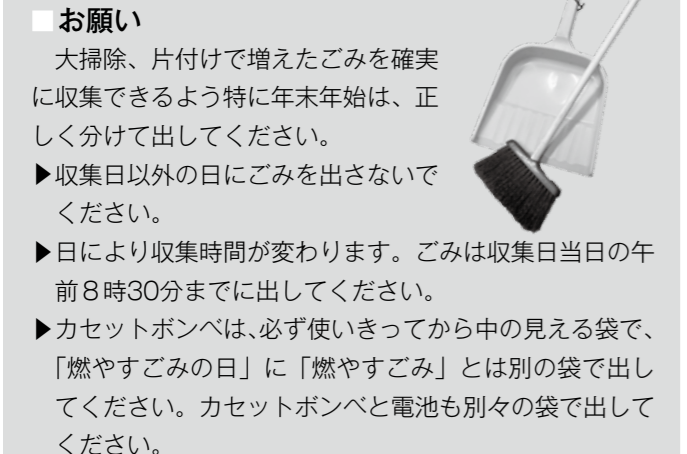 ■お願い
　大掃除、片付けで増えたごみを確実
に収集できるよう特に年末年始は、正
しく分けて出してください。
▶収集日以外の日にごみを出さないで
ください。
▶日により収集時間が変わります。ごみは収集日当日の午
前８時30分までに出してください。
▶カセットボンベは、必ず使いきってから中の見える袋で、
「燃やすごみの日」に「燃やすごみ」とは別の袋で出し
てください。カセットボンベと電池も別々の袋で出して
ください。